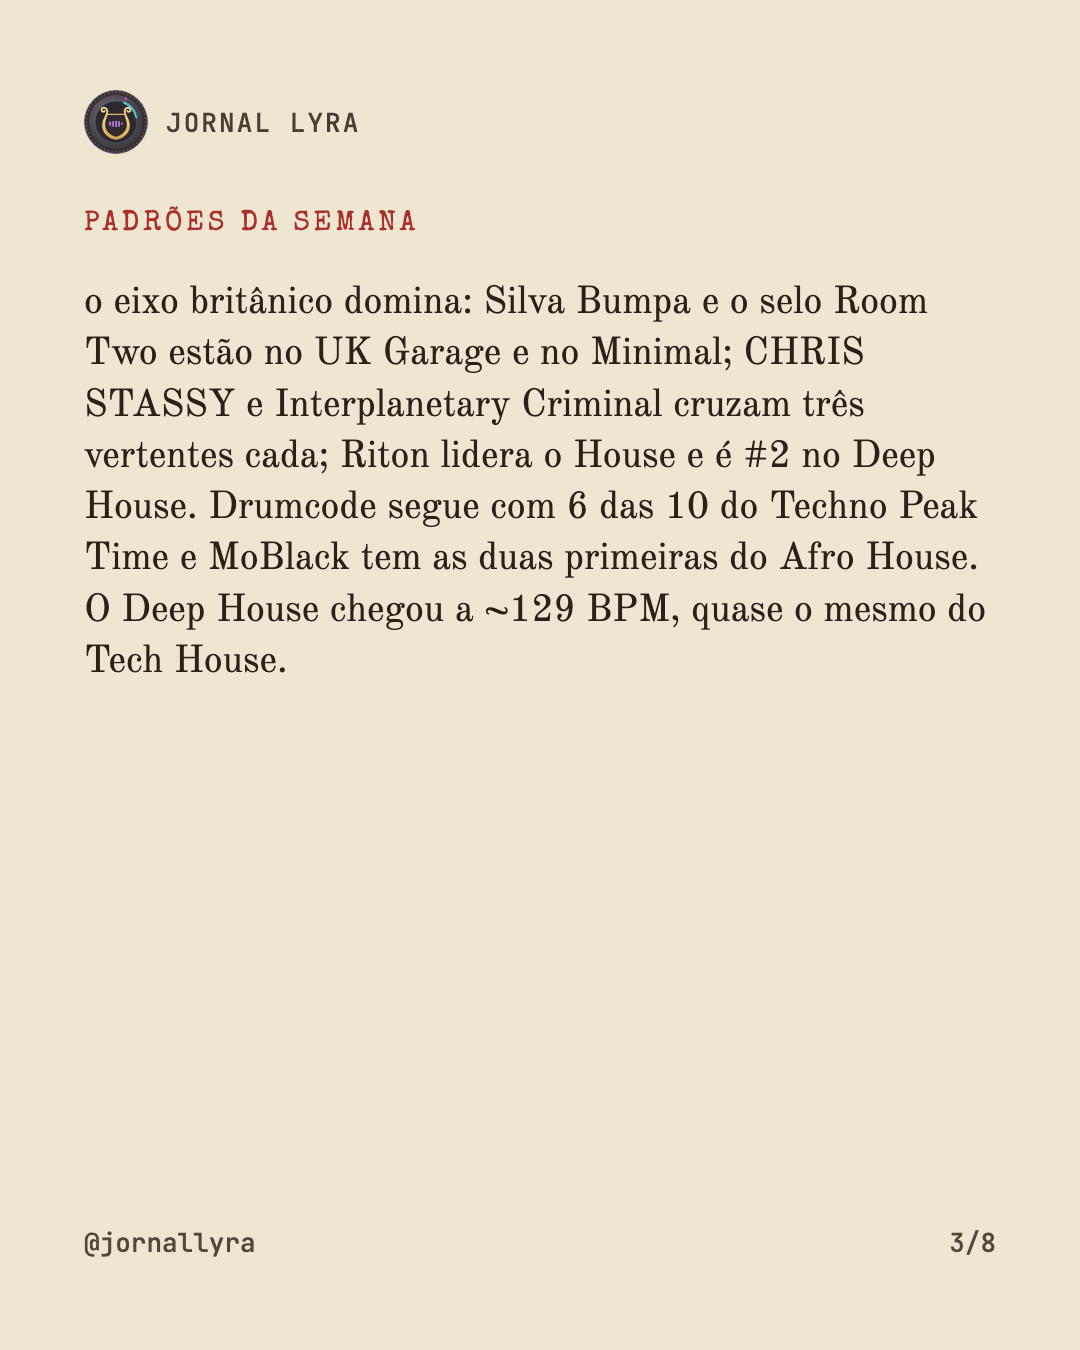 JORNAL LYRA
PADRÕES DA SEMANA
o eixo britânico domina: Silva Bumpa e o selo Room
Two estão no UK Garage e no Minimal; CHRIS
STASSY e Interplanetary Criminal cruzam três
vertentes cada; Riton lidera o House e é #2 no Deep
House. Drumcode segue com 6 das 10 do Techno Peak
Time e MoBlack tem as duas primeiras do Afro House.
O Deep House chegou a ~129 BPM, quase o mesmo do
Tech House.
@jornallyra
3/8